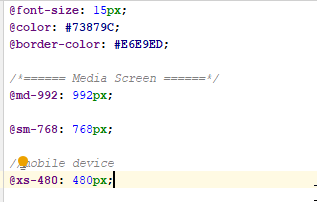 @font-size: 15px;
@color: #73879C;
@border-color: #E6E9ED;
/*====== Media Screen ======*/
@md-992: 992px;
@sm-768: 768px;
//mobile device
@xs-480: 480px;